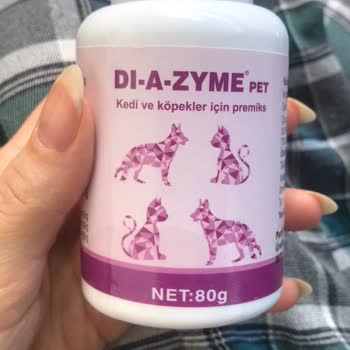 DI-A-ZYME® PET
Kedi ve köpekler için premiks
NET:80g